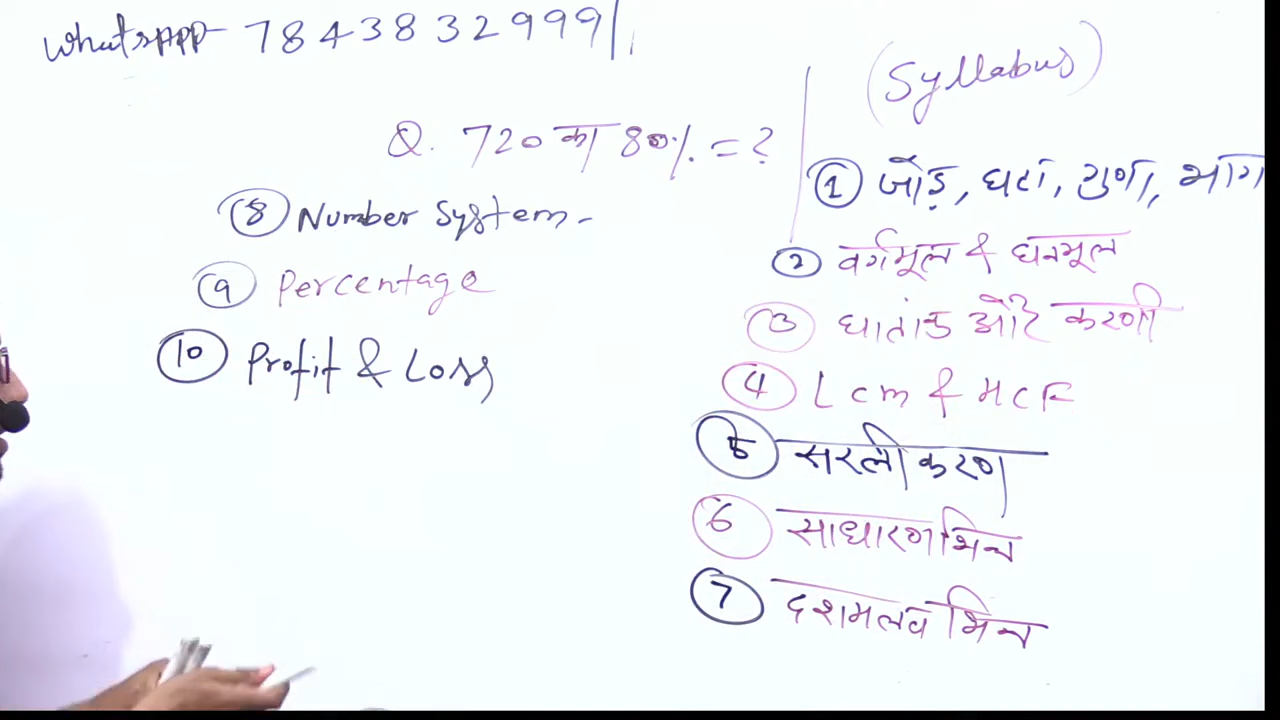 Whatsapp- 7843832999
Q. 720 का 80% = ?
(Syllabus)
1 जोड़, घटा, गुणा, भाग
2 वर्गमूल & घनमूल
3 घातांक और करणी
4 Lcm & HCF
5 सरलीकरण
6 साधारण भिन्न
7 दशमलव भिन्न
8 Number System-
9 Percentage
10 Profit & Loss